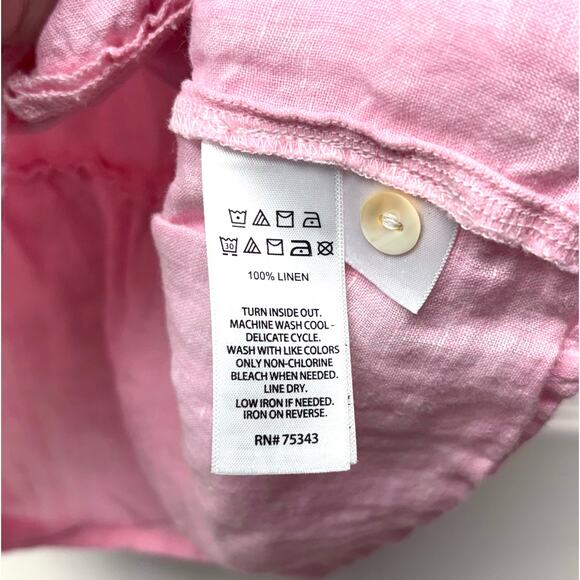 30
100% LINEN
TURN INSIDE OUT.
MACHINE WASH COOL -
DELICATE CYCLE.
WASH WITH LIKE COLORS
ONLY NON-CHLORINE
BLEACH WHEN NEEDED.
LINE DRY.
LOW IRON IF NEEDED.
IRON ON REVERSE.
RN# 75343